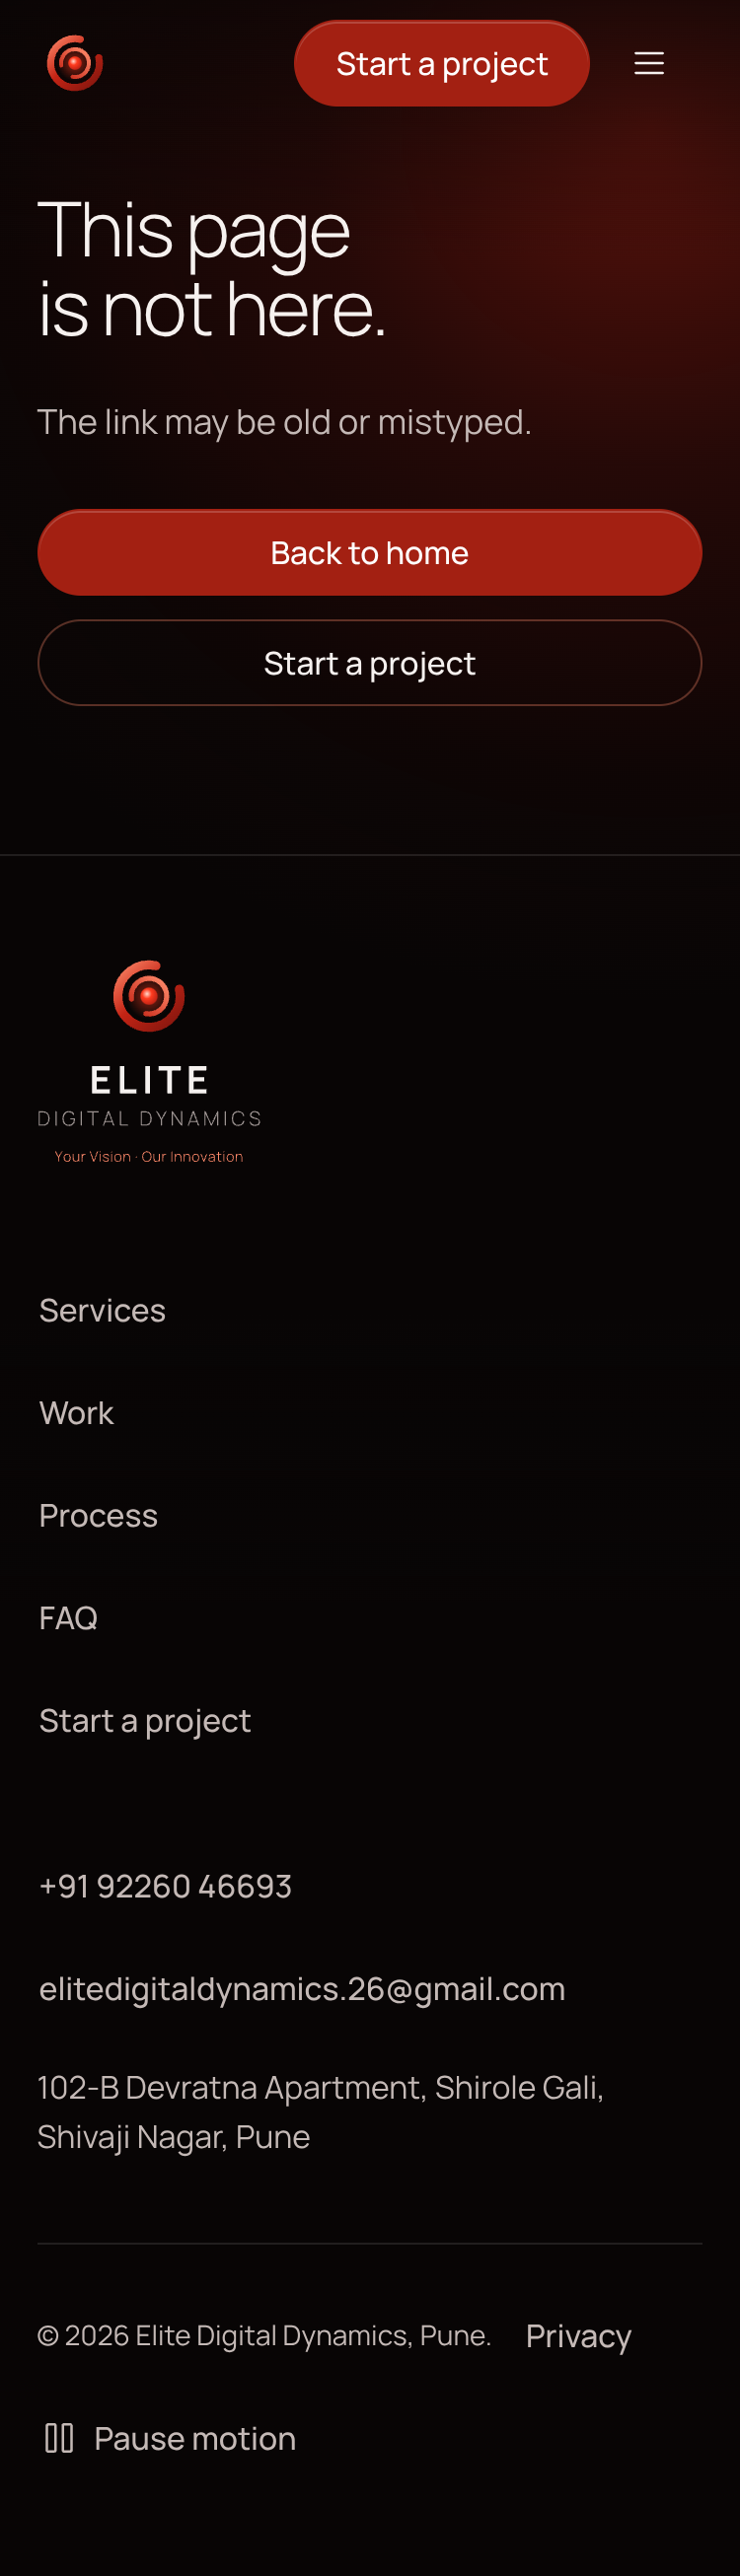 Start a project
This page
is not here.
The link may be old or mistyped.
Back to home
Start a project
ELITE
DIGITAL DYNAMICS
Your Vision · Our Innovation
Services
Work
Process
FAQ
Start a project
+91 92260 46693
elitedigitaldynamics.26@gmail.com
102-B Devratna Apartment, Shirole Gali,
Shivaji Nagar, Pune
© 2026 Elite Digital Dynamics, Pune. Privacy
Pause motion